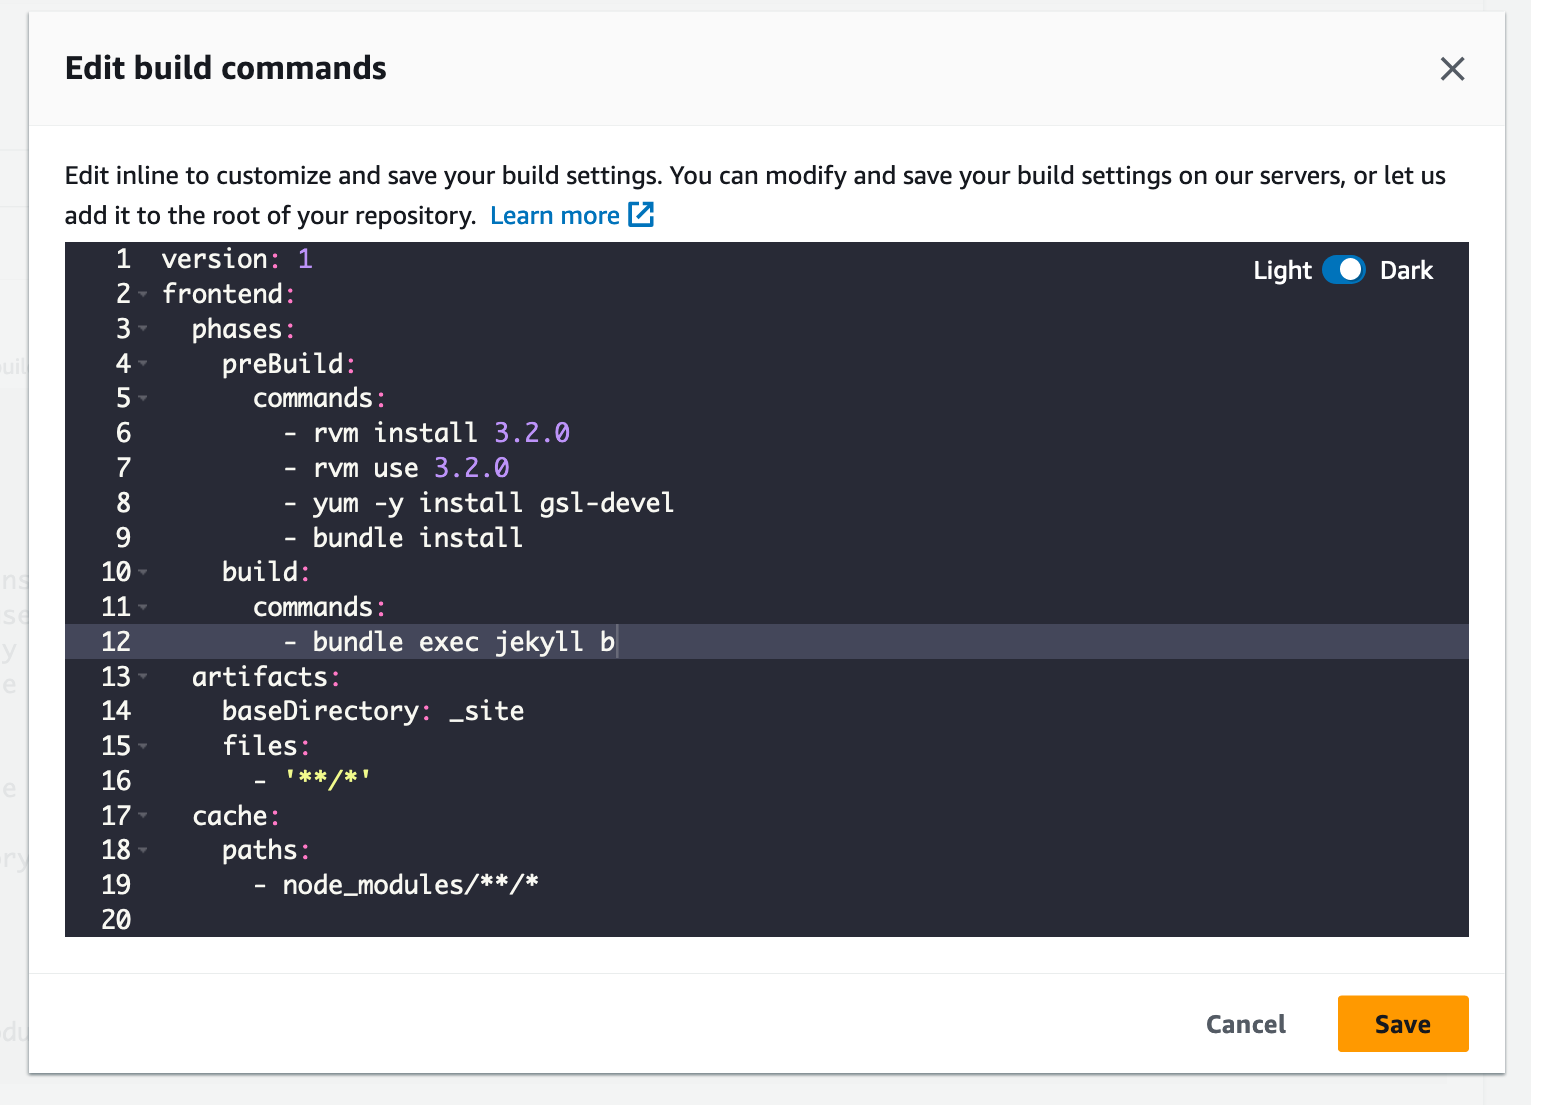 Edit build commands
Edit inline to customize and save your build settings. You can modify and save your build settings on our servers, or let us
add it to the root of your repository. Learn more
Light Dark
1 version: 1
2 frontend:
3 phases:
4 preBuild:
5 commands:
6 - rvm install 3.2.0
7 - rvm use 3.2.0
8 - yum -y install gsl-devel
9 - bundle install
10 build:
11 commands:
12 - bundle exec jekyll b
13 artifacts:
14 baseDirectory: _site
15 files:
16 - '**/*'
17 cache:
18 paths:
19 - node_modules/**/*
20
Cancel Save